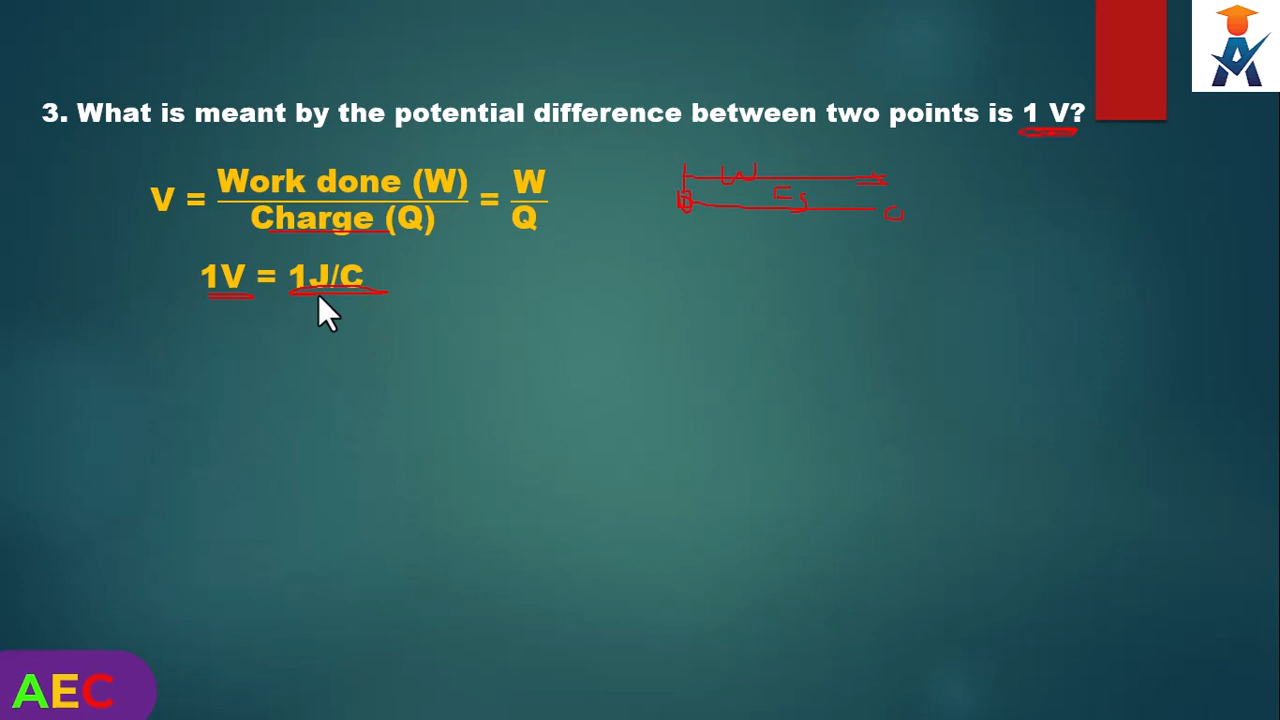 3. What is meant by the potential difference between two points is 1 V?
V = Work done (W) / Charge (Q) = W / Q
1V = 1J/C
AEC